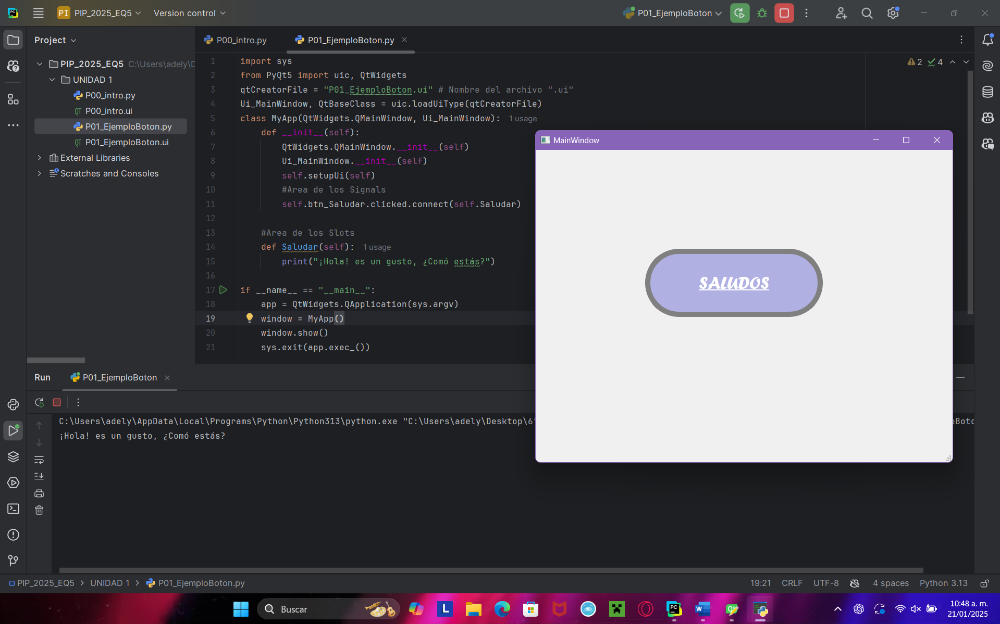 PI PIP_2025_EQ5 Version control P01_EjemploBoton
Project
P00_intro.py P01_EjemploBoton.py
PIP_2025_EQ5 C:\Users\adely\D
UNIDAD 1
P00_intro.py
P00_intro.ui
P01_EjemploBoton.py
P01_EjemploBoton.ui
External Libraries
Scratches and Consoles
2 4
1 import sys
2 from PyQt5 import uic, QtWidgets
3 qtCreatorFile = "P01_EjemploBoton.ui" # Nombre del archivo ".ui"
4 Ui_MainWindow, QtBaseClass = uic.loadUiType(qtCreatorFile)
5 class MyApp(QtWidgets.QMainWindow, Ui_MainWindow): 1 usage
6 def __init__(self):
7 QtWidgets.QMainWindow.__init__(self)
8 Ui_MainWindow.__init__(self)
9 self.setupUi(self)
10 #Area de los Signals
11 self.btn_Saludar.clicked.connect(self.Saludar)
12
13 #Area de los Slots
14 def Saludar(self): 1 usage
15 print("¡Hola! es un gusto, ¿Comó estás?")
16
17 if __name__ == "__main__":
18 app = QtWidgets.QApplication(sys.argv)
19 window = MyApp()
20 window.show()
21 sys.exit(app.exec_())
MainWindow
SALUDOS
Run P01_EjemploBoton
C:\Users\adely\AppData\Local\Programs\Python\Python313\python.exe "C:\Users\adely\Desktop\6
¡Hola! es un gusto, ¿Comó estás?
PIP_2025_EQ5 > UNIDAD 1 > P01_EjemploBoton.py 19:21 CRLF UTF-8 4 spaces Python 3.13
Buscar
10:48 a. m.
21/01/2025